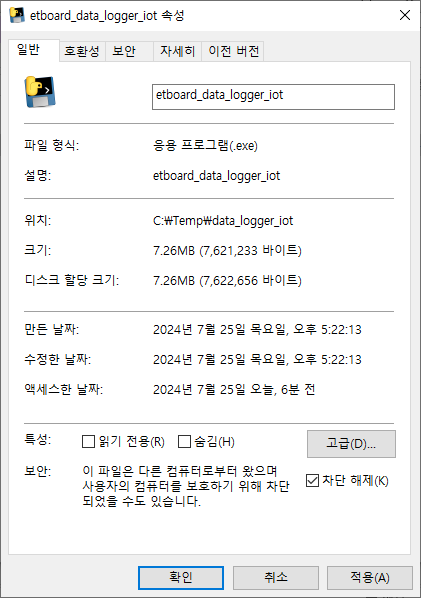 etboard_data_logger_iot 속성
일반 호환성 보안 자세히 이전 버전
etboard_data_logger_iot
파일 형식: 응용 프로그램(.exe)
설명: etboard_data_logger_iot
위치: C:₩Temp₩data_logger_iot
크기: 7.26MB (7,621,233 바이트)
디스크 할당 크기: 7.26MB (7,622,656 바이트)
만든 날짜: 2024년 7월 25일 목요일, 오후 5:22:13
수정한 날짜: 2024년 7월 25일 목요일, 오후 5:22:13
액세스한 날짜: 2024년 7월 25일 오늘, 6분 전
특성: 읽기 전용(R) 숨김(H) 고급(D)...
보안: 이 파일은 다른 컴퓨터로부터 왔으며
사용자의 컴퓨터를 보호하기 위해 차단 차단 해제(K)
되었을 수도 있습니다.
확인 취소 적용(A)